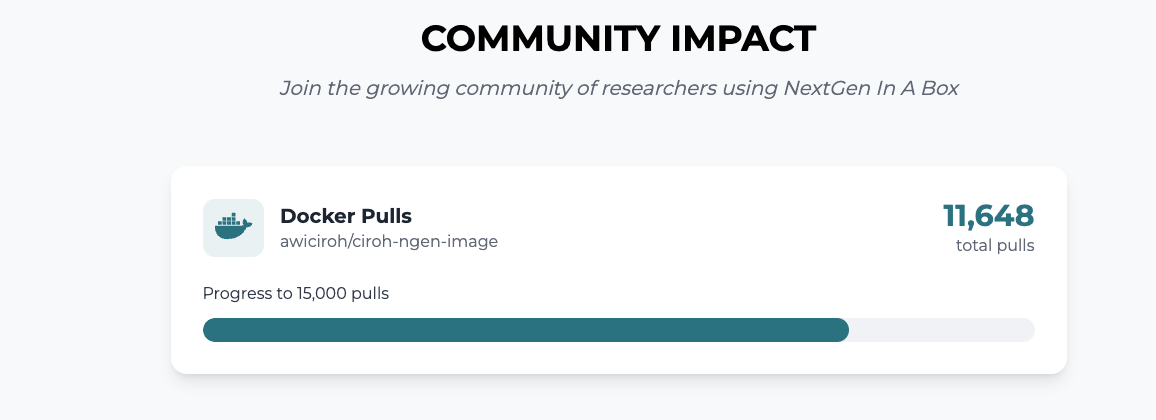 COMMUNITY IMPACT
Join the growing community of researchers using NextGen In A Box
Docker Pulls
awiciroh/ciroh-ngen-image
11,648
total pulls
Progress to 15,000 pulls